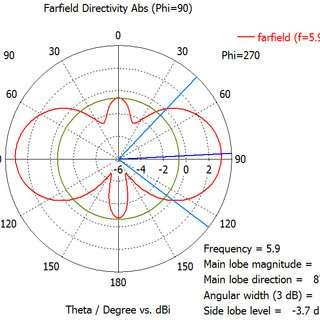 Farfield Directivity Abs (Phi=90)
farfield (f=5.9
0
90 30 30 Phi=270
60 60
-6 -4 -2 0 2 90
120 120
150 150
180
Frequency = 5.9
Main lobe magnitude =
Main lobe direction =
Angular width (3 dB) =
Side lobe level = -3.7 d
Theta / Degree vs. dBi